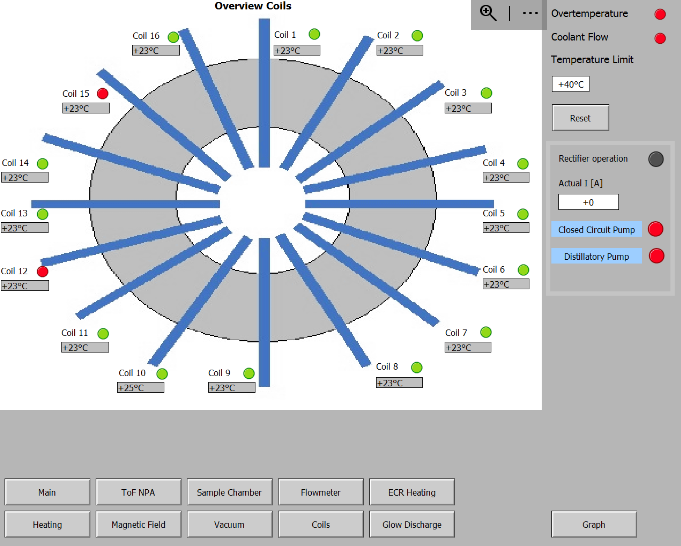 Overview Coils
Coil 1
+23°C
Coil 2
+23°C
Coil 3
+23°C
Coil 4
+23°C
Coil 5
+23°C
Coil 6
+23°C
Coil 7
+23°C
Coil 8
+23°C
Coil 9
+23°C
Coil 10
+25°C
Coil 11
+23°C
Coil 12
+23°C
Coil 13
+23°C
Coil 14
+23°C
Coil 15
+23°C
Coil 16
+23°C
Overtemperature
Coolant Flow
Temperature Limit
+40°C
Reset
Rectifier operation
Actual I [A]
+0
Closed Circuit Pump
Distillatory Pump
Main
ToF NPA
Sample Chamber
Flowmeter
ECR Heating
Heating
Magnetic Field
Vacuum
Coils
Glow Discharge
Graph